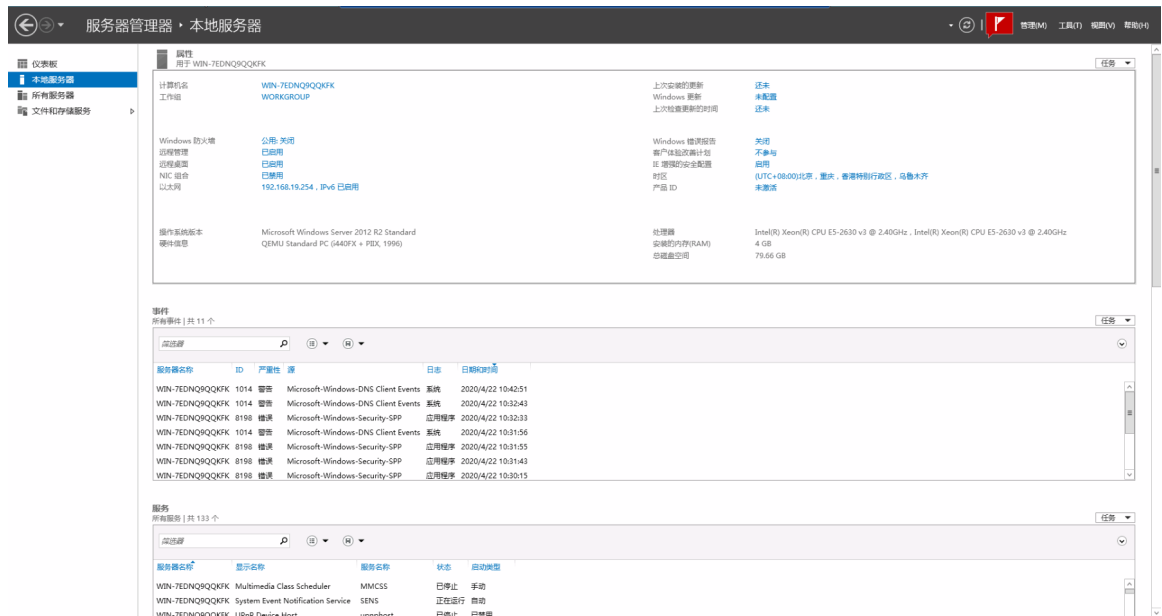 服务器管理器 · 本地服务器
管理(M) 工具(T) 视图(V) 帮助(H)
仪表板
本地服务器
所有服务器
文件和存储服务
属性
用于 WIN-7EDNQ9QQKFK
任务
计算机名 WIN-7EDNQ9QQKFK 上次安装的更新 还未
工作组 WORKGROUP Windows 更新 未配置
上次检查更新的时间 还未
Windows 防火墙 公用: 关闭 Windows 错误报告 关闭
远程管理 已启用 客户体验改善计划 不参与
远程桌面 已启用 IE 增强的安全配置 启用
NIC 组合 已禁用 时区 (UTC+08:00)北京，重庆，香港特别行政区，乌鲁木齐
以太网 192.168.19.254，IPv6 已启用 产品 ID 未激活
操作系统版本 Microsoft Windows Server 2012 R2 Standard 处理器 Intel(R) Xeon(R) CPU E5-2630 v3 @ 2.40GHz，Intel(R) Xeon(R) CPU E5-2630 v3 @ 2.40GHz
硬件信息 QEMU Standard PC (i440FX + PIIX, 1996) 安装的内存(RAM) 4 GB
总磁盘空间 79.66 GB
事件
所有事件 | 共 11 个
任务
筛选器
服务器名称 ID 严重性 源 日志 日期和时间
WIN-7EDNQ9QQKFK 1014 警告 Microsoft-Windows-DNS Client Events 系统 2020/4/22 10:42:51
WIN-7EDNQ9QQKFK 1014 警告 Microsoft-Windows-DNS Client Events 系统 2020/4/22 10:32:43
WIN-7EDNQ9QQKFK 8198 错误 Microsoft-Windows-Security-SPP 应用程序 2020/4/22 10:32:33
WIN-7EDNQ9QQKFK 1014 警告 Microsoft-Windows-DNS Client Events 系统 2020/4/22 10:31:56
WIN-7EDNQ9QQKFK 8198 错误 Microsoft-Windows-Security-SPP 应用程序 2020/4/22 10:31:55
WIN-7EDNQ9QQKFK 8198 错误 Microsoft-Windows-Security-SPP 应用程序 2020/4/22 10:31:43
WIN-7EDNQ9QQKFK 8198 错误 Microsoft-Windows-Security-SPP 应用程序 2020/4/22 10:30:15
服务
所有服务 | 共 133 个
任务
筛选器
服务器名称 显示名称 服务名称 状态 启动类型
WIN-7EDNQ9QQKFK Multimedia Class Scheduler MMCSS 已停止 手动
WIN-7EDNQ9QQKFK System Event Notification Service SENS 正在运行 自动
WIN-7EDNQ9QQKFK UPnP Device Host upnphost 已停止 已禁用